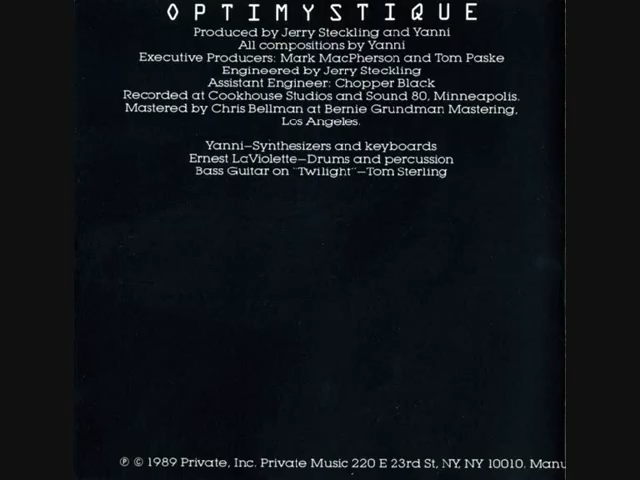 OPTIMYSTIQUE
Produced by Jerry Steckling and Yanni
All compositions by Yanni
Executive Producers: Mark MacPherson and Tom Paske
Engineered by Jerry Steckling
Assistant Engineer: Chopper Black
Recorded at Cookhouse Studios and Sound 80, Minneapolis.
Mastered by Chris Bellman at Bernie Grundman Mastering,
Los Angeles.
Yanni—Synthesizers and keyboards
Ernest LaViolette—Drums and percussion
Bass Guitar on "Twilight"—Tom Sterling
℗ © 1989 Private, Inc. Private Music 220 E 23rd St, NY, NY 10010. Manu